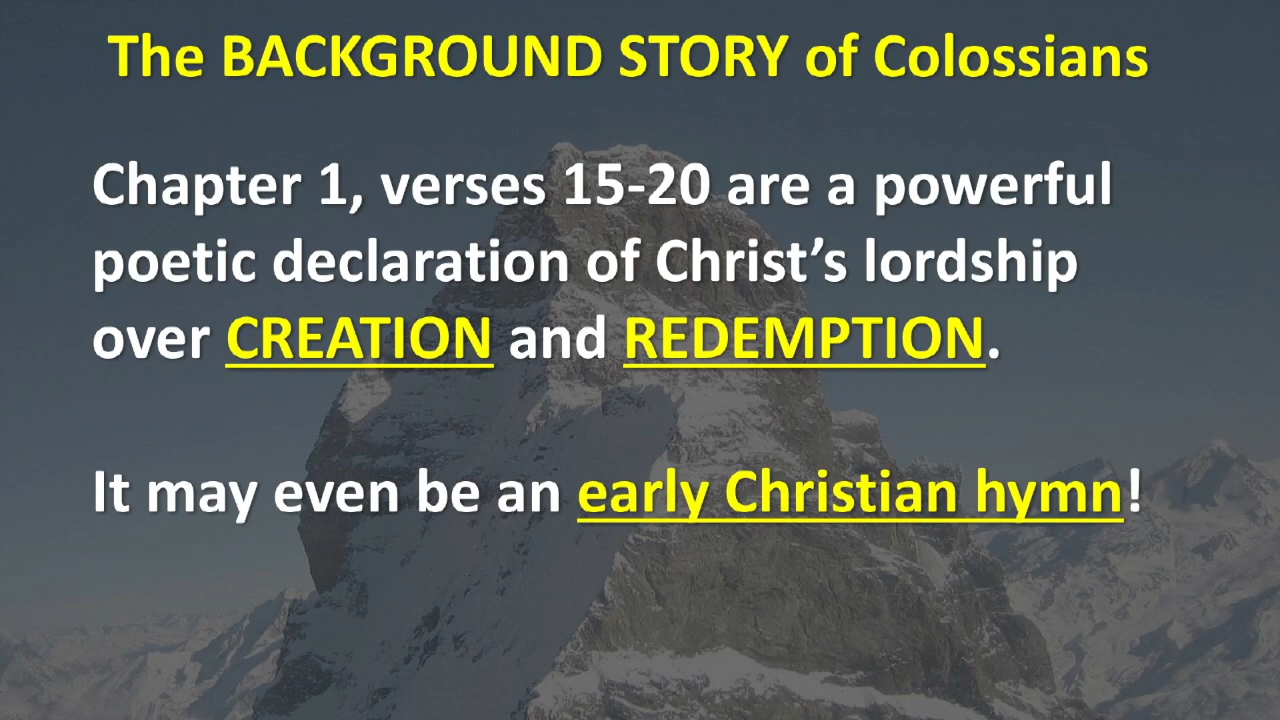 The BACKGROUND STORY of Colossians
Chapter 1, verses 15-20 are a powerful
poetic declaration of Christ’s lordship
over CREATION and REDEMPTION.
It may even be an early Christian hymn!